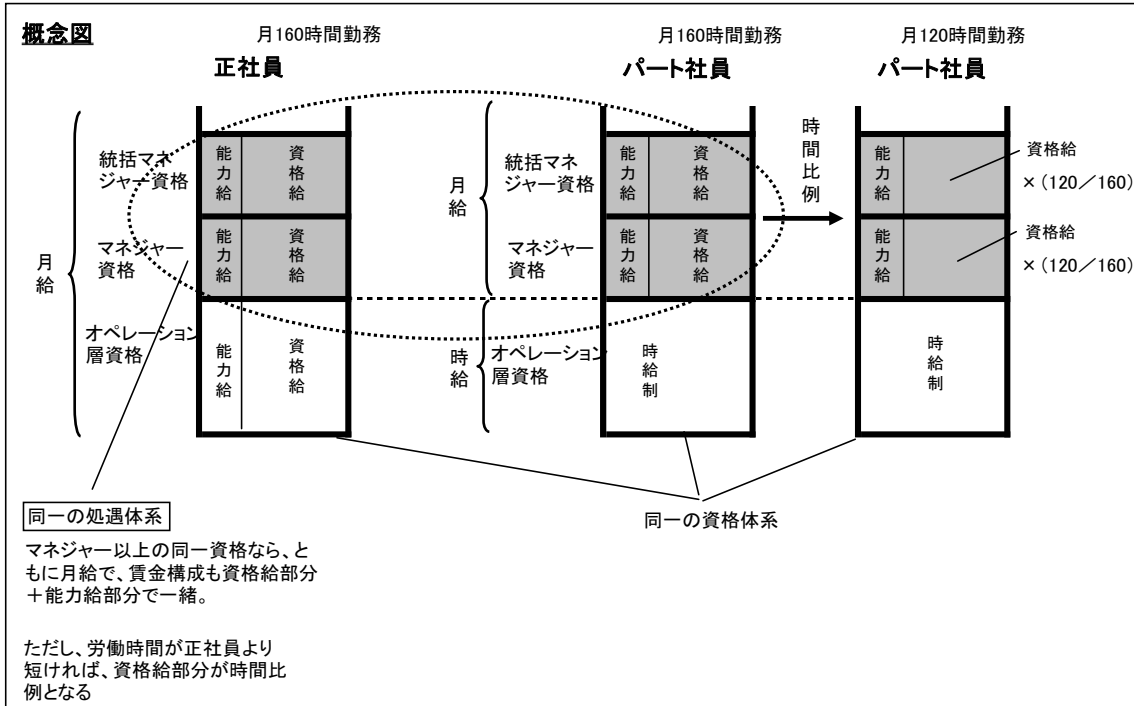 概念図
月160時間勤務
正社員
月160時間勤務
パート社員
月120時間勤務
パート社員
月給
統括マネ
ジャー資格
マネジャー
資格
オペレーション
層資格
能力給
資格給
能力給
資格給
能力給
資格給
月給
時給
統括マネ
ジャー資格
マネジャー
資格
オペレーション
層資格
能力給
資格給
能力給
資格給
時給制
時間比例
能力給
能力給
時給制
資格給
×(120/160)
資格給
×(120/160)
同一の処遇体系
マネジャー以上の同一資格なら、と
もに月給で、賃金構成も資格給部分
+能力給部分で一緒。
ただし、労働時間が正社員より
短ければ、資格給部分が時間比
例となる
同一の資格体系